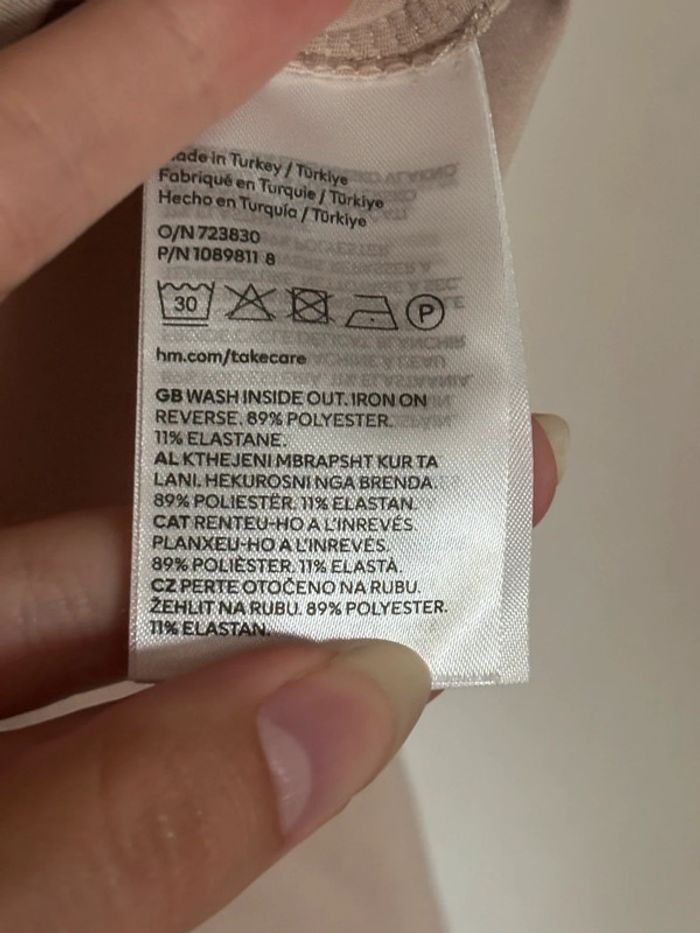 ade in Turkey / Türkiye
Fabriqué en Turquie / Türkiye
Hecho en Turquía / Türkiye
O/N 723830
P/N 1089811 8
30 P
hm.com/takecare
GB WASH INSIDE OUT. IRON ON
REVERSE. 89% POLYESTER.
11% ELASTANE.
AL KTHEJENI MBRAPSHT KUR TA
LANI. HEKUROSNI NGA BRENDA.
89% POLIESTËR. 11% ELASTAN.
CAT RENTEU-HO A L'INREVÉS.
PLANXEU-HO A L'INREVÉS.
89% POLIÈSTER. 11% ELASTÀ.
CZ PERTE OTOČENO NA RUBU.
ŽEHLIT NA RUBU. 89% POLYESTER.
11% ELASTAN.